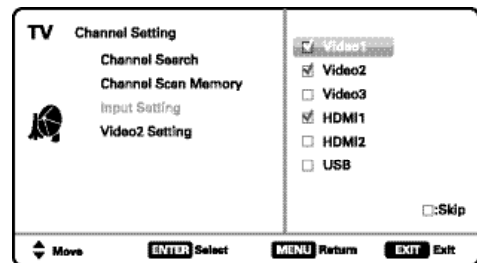 TV Channel Setting
Channel Search
Channel Scan Memory
Input Setting
Video2 Setting
Video1
Video2
Video3
HDMI1
HDMI2
USB
:Skip
Move ENTER Select MENU Return EXIT Exit